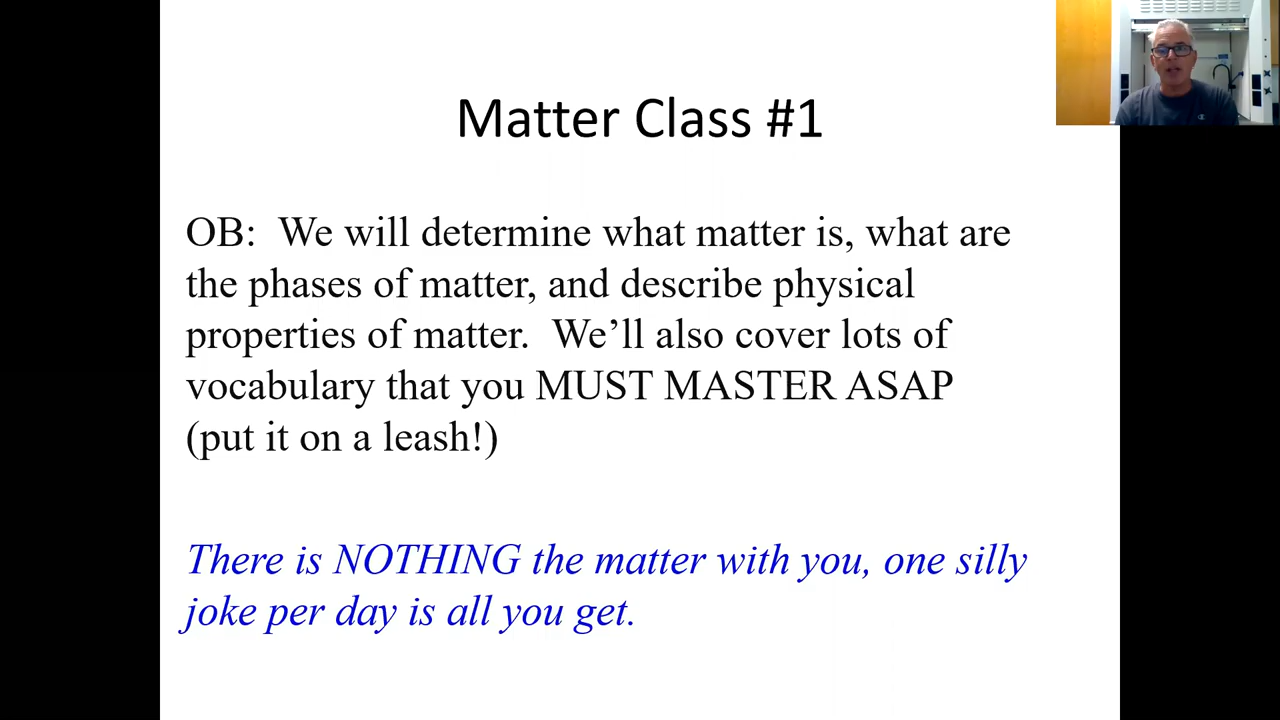 Matter Class #1
OB:  We will determine what matter is, what are
the phases of matter, and describe physical
properties of matter.  We’ll also cover lots of
vocabulary that you MUST MASTER ASAP
(put it on a leash!)
There is NOTHING the matter with you, one silly
joke per day is all you get.